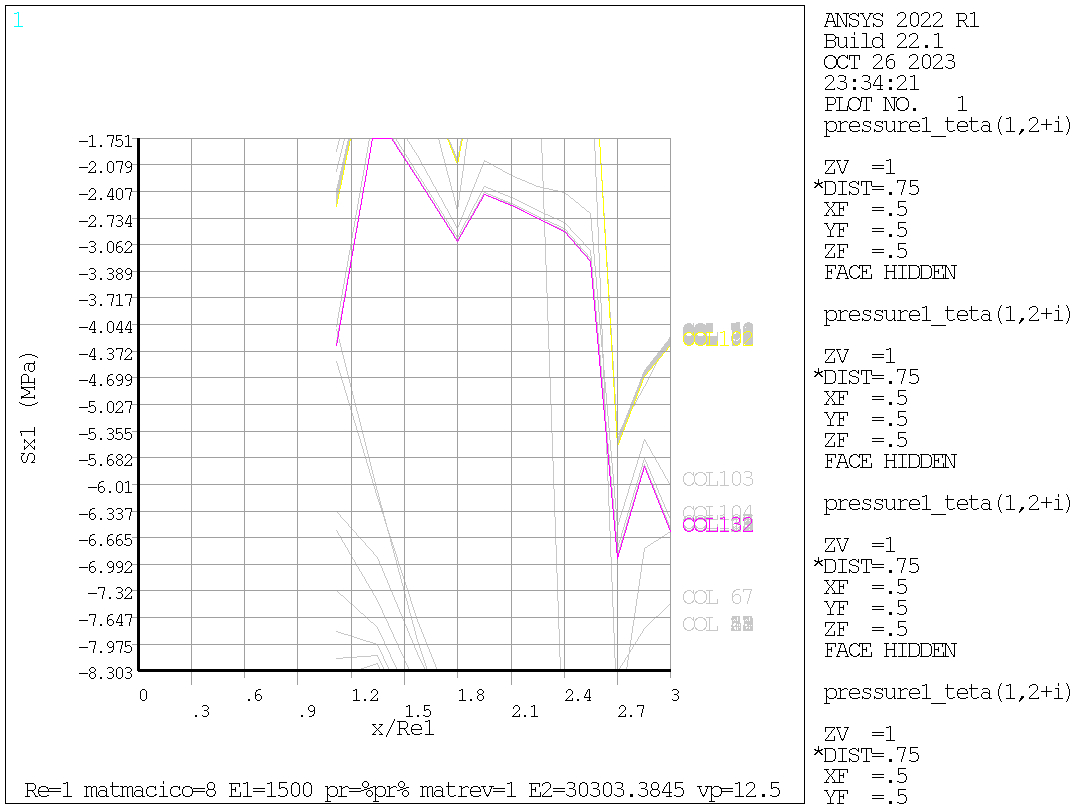 1
ANSYS 2022 R1
Build 22.1
OCT 26 2023
23:34:21
PLOT NO. 1
pressure1_teta(1,2+i)
ZV =1
*DIST=.75
XF =.5
YF =.5
ZF =.5
FACE HIDDEN
pressure1_teta(1,2+i)
ZV =1
*DIST=.75
XF =.5
YF =.5
ZF =.5
FACE HIDDEN
pressure1_teta(1,2+i)
ZV =1
*DIST=.75
XF =.5
YF =.5
ZF =.5
FACE HIDDEN
pressure1_teta(1,2+i)
ZV =1
*DIST=.75
XF =.5
YF =.5
-1.751
-2.079
-2.407
-2.734
-3.062
-3.389
-3.717
-4.044
-4.372
-4.699
-5.027
-5.355
-5.682
-6.01
-6.337
-6.665
-6.992
-7.32
-7.647
-7.975
-8.303
Sx1 (MPa)
COL
COL103
COL104
COL132
COL 67
COL
0
.3
.6
.9
1.2
1.5
1.8
2.1
2.4
2.7
3
x/Re1
Re=1 matmacico=8 E1=1500 pr=%pr% matrev=1 E2=30303.3845 vp=12.5